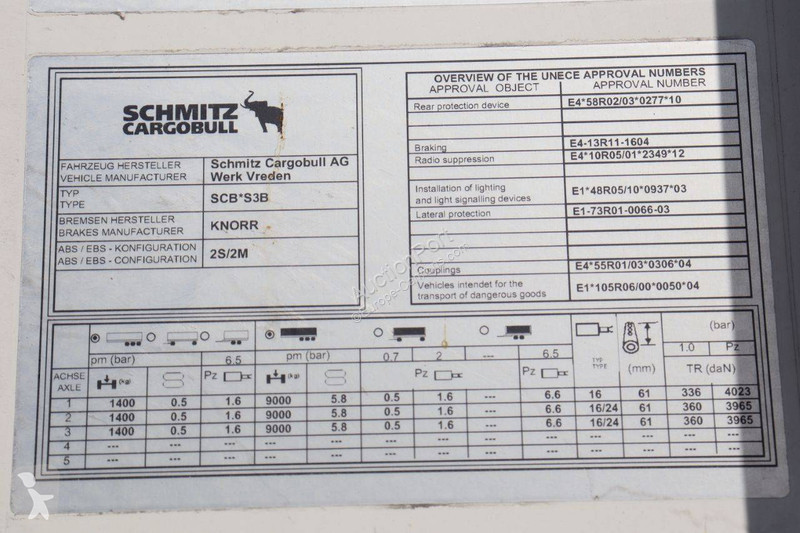 SCHMITZ
CARGOBULL
FAHRZEUG HERSTELLER
VEHICLE MANUFACTURER
Schmitz Cargobull AG
Werk Vreden
TYP
TYPE
SCB*S3B
BREMSEN HERSTELLER
BRAKES MANUFACTURER
KNORR
ABS / EBS - KONFIGURATION
ABS / EBS - CONFIGURATION
2S/2M
OVERVIEW OF THE UNECE APPROVAL NUMBERS
APPROVAL OBJECT APPROVAL NUMBER
Rear protection device E4*58R02/03*0277*10
Braking E4-13R11-1604
Radio suppression E4*10R05/01*2349*12
Installation of lighting
and light signalling devices E1*48R05/10*0937*03
Lateral protection E1-73R01-0066-03
Couplings E4*55R01/03*0306*04
Vehicles intendet for the
transport of dangerous goods E1*105R06/00*0050*04
AuctionPort
pm (bar) 6.5 pm (bar) 0.7 2 --- 6.5 TYP TYPE (mm) (bar) 1.0 Pz
ACHSE
AXLE Pz Pz TR (daN)
1 1400 0.5 1.6 9000 5.8 0.5 1.6 --- 6.6 16 61 336 4023
2 1400 0.5 1.6 9000 5.8 0.5 1.6 --- 6.6 16/24 61 360 3965
3 1400 0.5 1.6 9000 5.8 0.5 1.6 --- 6.6 16/24 61 360 3965
4 --- --- --- --- --- --- --- --- --- --- --- --- ---
5 --- --- --- --- --- --- --- --- --- --- --- --- ---